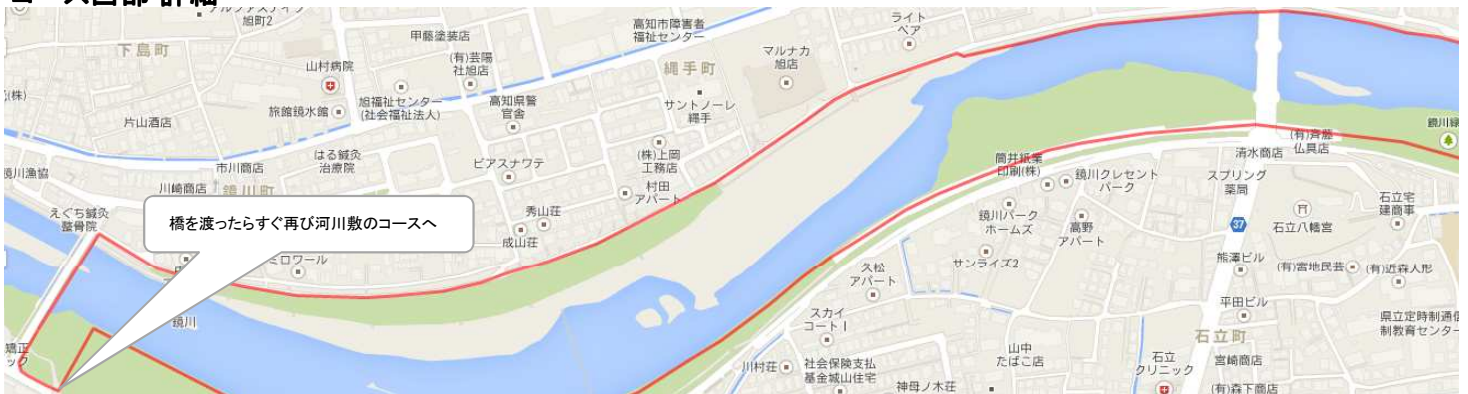 旭町2
下島町
甲藤塗装店
高知市障害者
福祉センター
ライト
ベア
(有)芸陽
社旭店
山村病院
縄手町
マルナカ
旭店
(株)
旅館鏡水館
旭福祉センター
(社会福祉法人)
高知県警
官舎
サントノーレ
縄手
片山酒店
市川商店
はる鍼灸
治療院
ビアスナワテ
(株)上岡
工務店
鏡川漁協
川崎商店
鏡川町
村田
アパート
秀山荘
成山荘
えぐち鍼灸
整骨院
橋を渡ったらすぐ再び河川敷のコースへ
ミロワール
鏡川
矯正
筒井紙業
印刷(株)
鏡川クレセント
パーク
清水商店
(有)斉藤
仏具店
鏡川緑
スプリング
薬局
鏡川パーク
ホームズ
高野
アパート
37
石立八幡宮
石立宅
建商事
サンライズ2
熊澤ビル
(有)宮地民芸
(有)近森人形
久松
アパート
平田ビル
スカイ
コートⅠ
石立町
県立定時制通信
制教育センター
川村荘
社会保険支払
基金城山住宅
山中
たばこ店
石立
クリニック
宮崎商店
神母ノ木荘
(有)森下商店